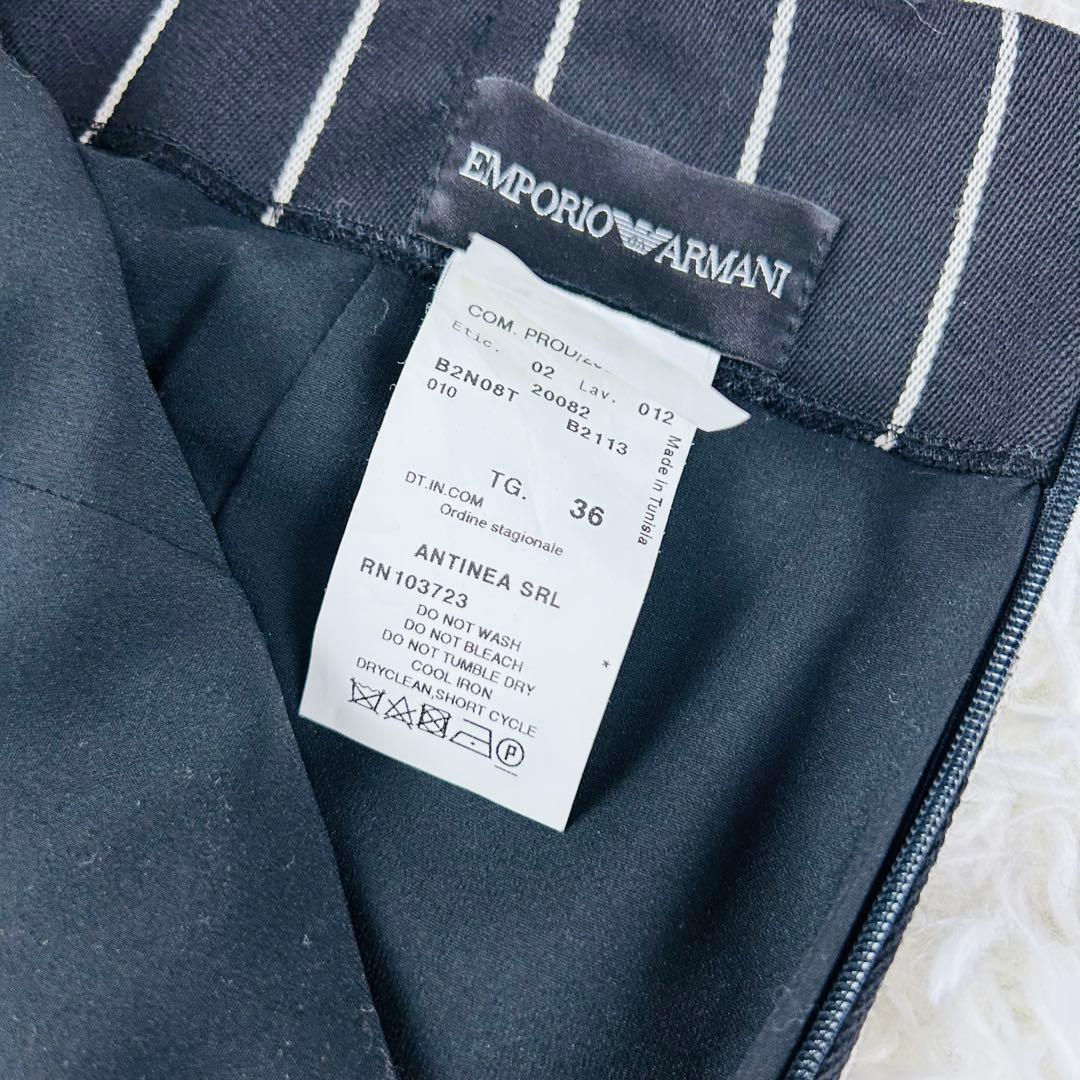 EMPORIO ARMANI
COM. PROD/20
Etic. 02 Lav. 012
B2N08T 20082 B2113
010
TG. 36
DT.IN.COM
Ordine stagionale
ANTINEA SRL
RN103723
DO NOT WASH
DO NOT BLEACH
DO NOT TUMBLE DRY
COOL IRON
DRYCLEAN,SHORT CYCLE
P
*
Made in Tunisia